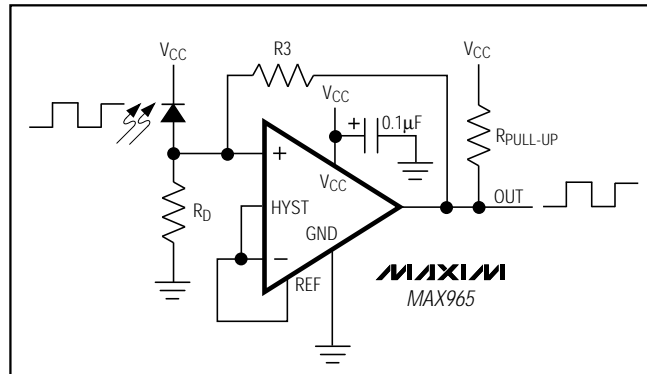 R3
VCC
VCC
VCC
+
0.1µF
RPULL-UP
+
VCC
RD
HYST
OUT
GND
−
REF
MAXIM
MAX965